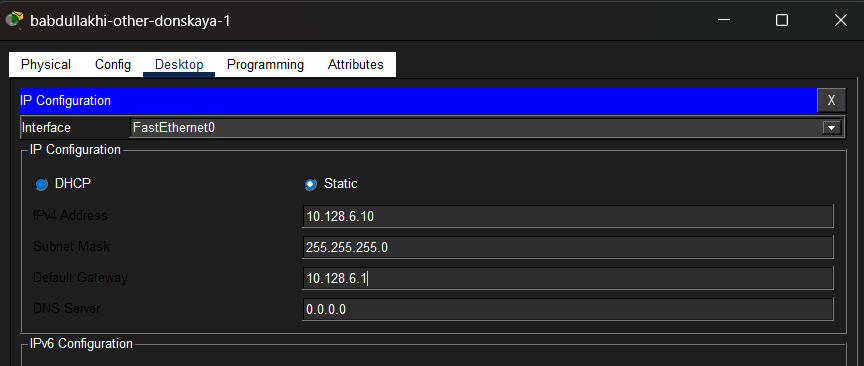 babdullakhi-other-donskaya-1
Physical Config Desktop Programming Attributes
IP Configuration X
Interface FastEthernet0
IP Configuration
DHCP Static
IPv4 Address 10.128.6.10
Subnet Mask 255.255.255.0
Default Gateway 10.128.6.1
DNS Server 0.0.0.0
IPv6 Configuration